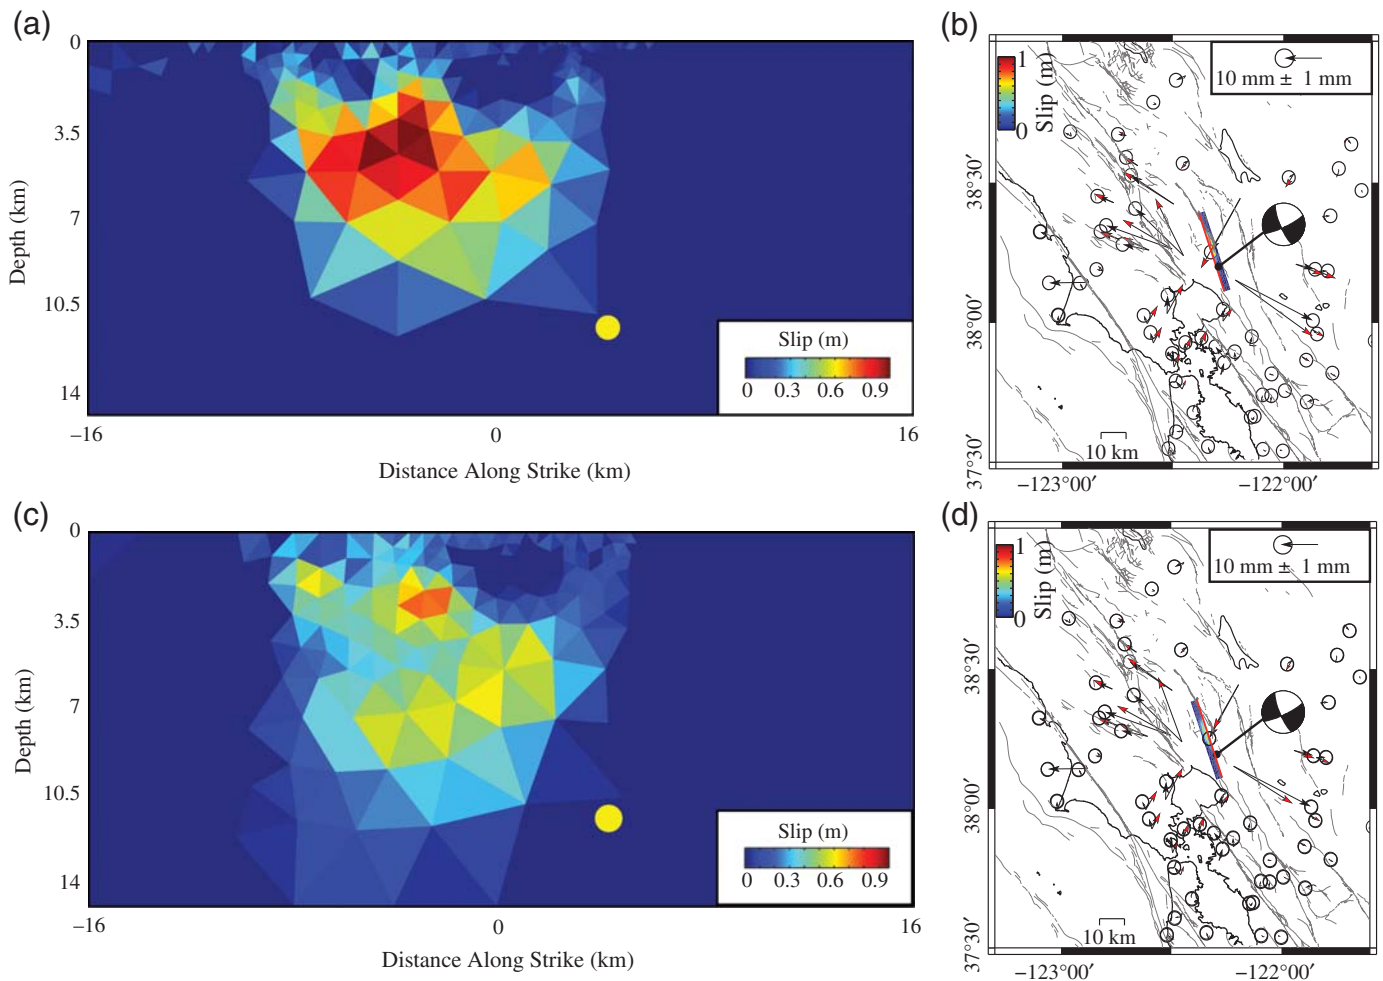 (a)
0
3.5
7
10.5
14
Depth (km)
−16
0
16
Distance Along Strike (km)
Slip (m)
0 0.3 0.6 0.9
(b)
1
0
Slip (m)
10 mm ± 1 mm
38°30′
38°00′
37°30′
10 km
−123°00′
−122°00′
(c)
0
3.5
7
10.5
14
Depth (km)
−16
0
16
Distance Along Strike (km)
Slip (m)
0 0.3 0.6 0.9
(d)
1
0
Slip (m)
10 mm ± 1 mm
38°30′
38°00′
37°30′
10 km
−123°00′
−122°00′